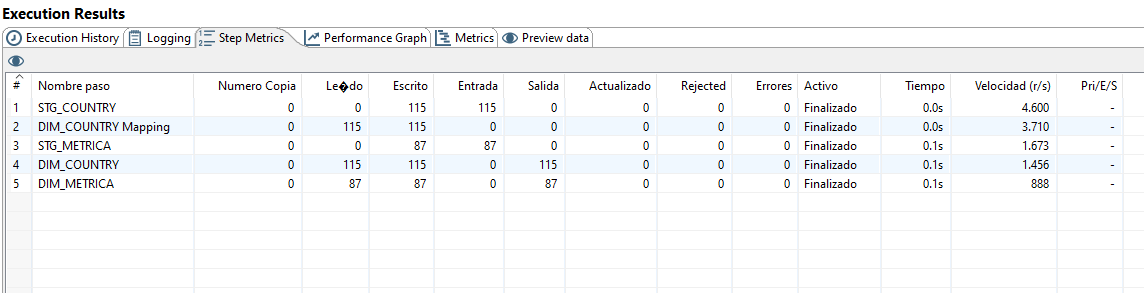 Execution Results
Execution History Logging Step Metrics Performance Graph Metrics Preview data
# Nombre paso Numero Copia Le�do Escrito Entrada Salida Actualizado Rejected Errores Activo Tiempo Velocidad (r/s) Pri/E/S
1 STG_COUNTRY 0 0 115 115 0 0 0 0 Finalizado 0.0s 4.600 -
2 DIM_COUNTRY Mapping 0 115 115 0 0 0 0 0 Finalizado 0.0s 3.710 -
3 STG_METRICA 0 0 87 87 0 0 0 0 Finalizado 0.1s 1.673 -
4 DIM_COUNTRY 0 115 115 0 115 0 0 0 Finalizado 0.1s 1.456 -
5 DIM_METRICA 0 87 87 0 87 0 0 0 Finalizado 0.1s 888 -